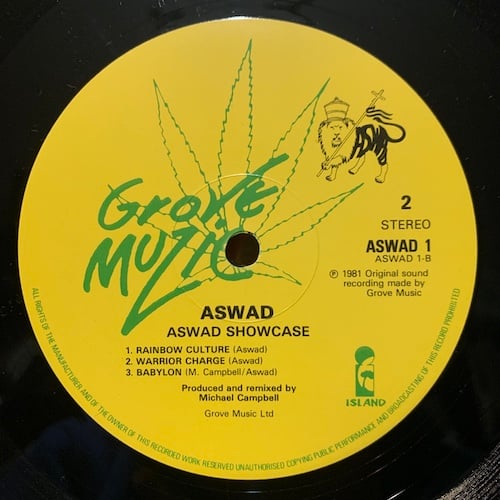 ASWAD
GROVE
MUZIC
2
STEREO
ASWAD 1
ASWAD 1-B
℗ 1981 Original sound
recording made by
Grove Music
ASWAD
ASWAD SHOWCASE
1. RAINBOW CULTURE (Aswad)
2. WARRIOR CHARGE (Aswad)
3. BABYLON (M. Campbell/Aswad)
Produced and remixed by
Michael Campbell
Grove Music Ltd
ISLAND
ALL RIGHTS OF THE MANUFACTURER AND OF THE OWNER OF THIS RECORDED WORK RESERVED UNAUTHORISED COPYING PUBLIC PERFORMANCE AND BROADCASTING OF THIS RECORD PROHIBITED